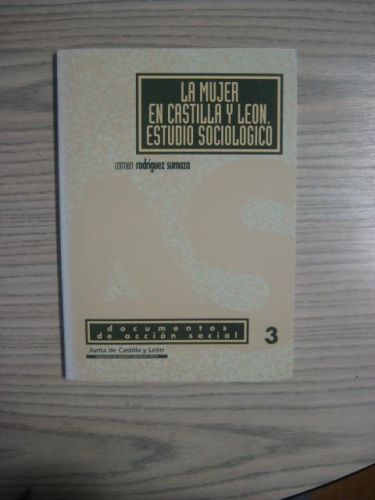 LA MUJER
EN CASTILLA Y LEON.
ESTUDIO SOCIOLOGICO
carmen rodríguez sumaza
documentos
de acción social
3
Junta de Castilla y León